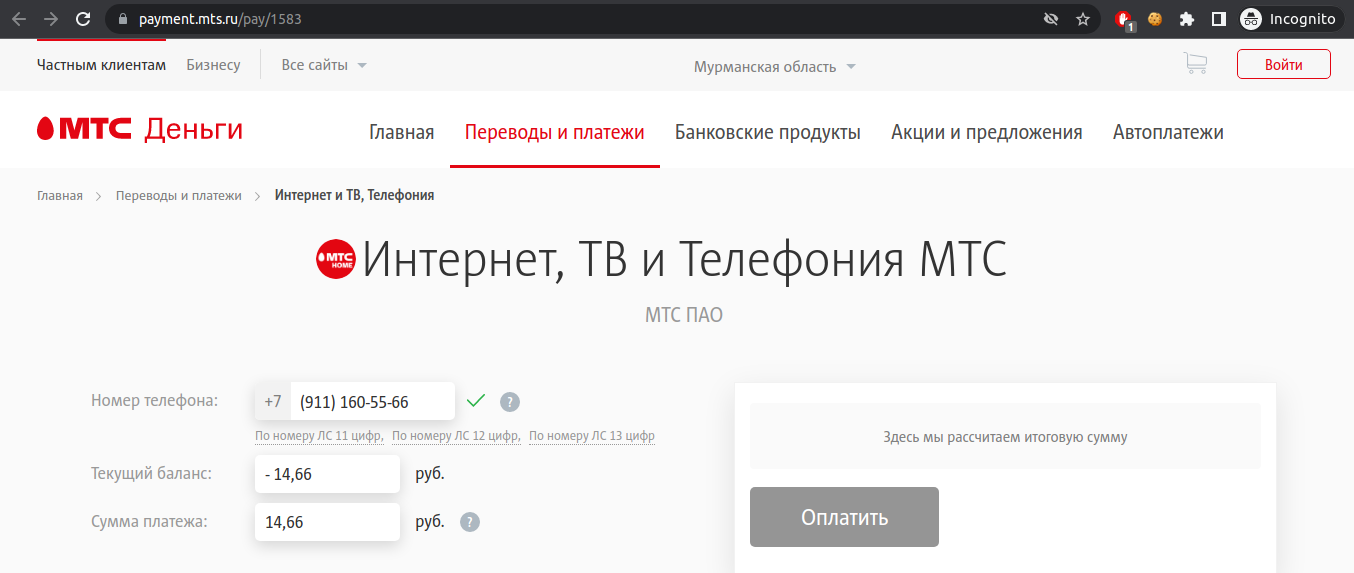 payment.mts.ru/pay/1583
1
Incognito
Частным клиентам Бизнесу Все сайты Мурманская область Войти
МТС Деньги Главная Переводы и платежи Банковские продукты Акции и предложения Автоплатежи
Главная Переводы и платежи Интернет и ТВ, Телефония
МТС
HOME
Интернет, ТВ и Телефония МТС
МТС ПАО
Номер телефона: +7 (911) 160-55-66 ?
По номеру ЛС 11 цифр, По номеру ЛС 12 цифр, По номеру ЛС 13 цифр
Здесь мы рассчитаем итоговую сумму
Текущий баланс: - 14,66 руб.
Сумма платежа: 14,66 руб. ?
Оплатить